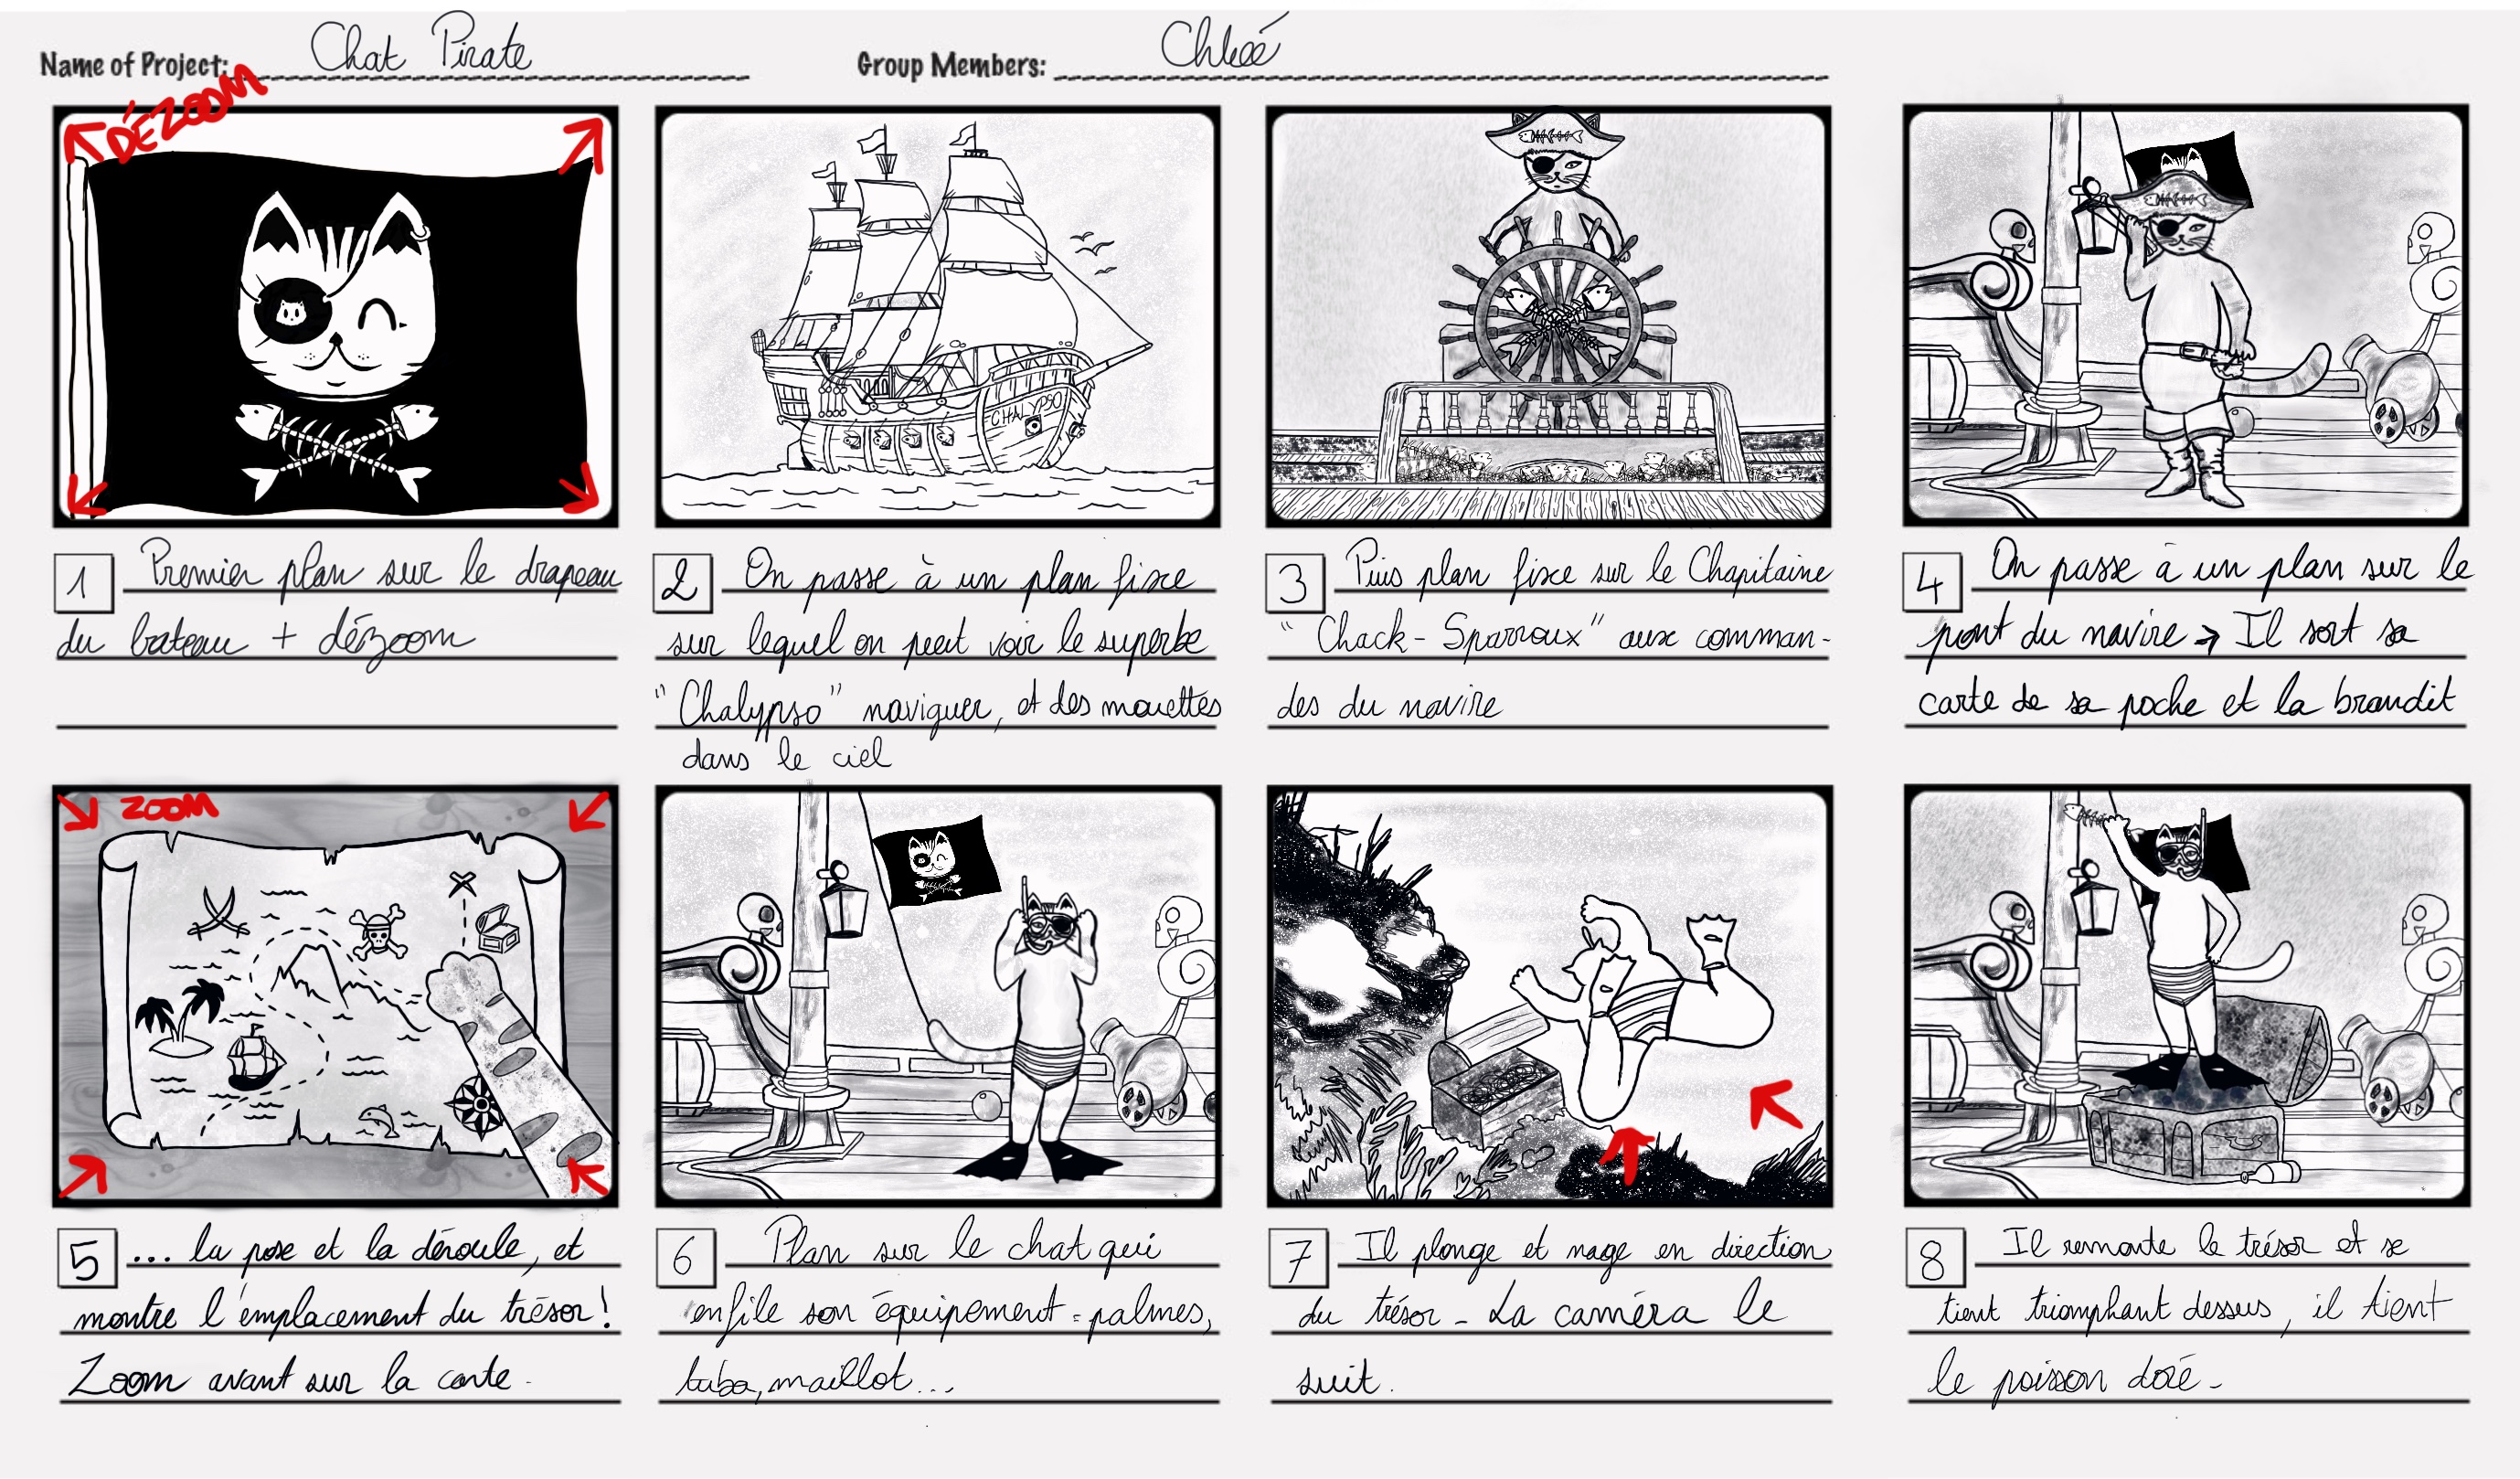 Name of Project: Chat Pirate
Group Members: Chloé
DÉZOOM
CHALYPSO
1 Premier plan sur le drapeau
du bateau + dézoom
2 On passe à un plan fixe
sur lequel on peut voir le superbe
"Chalypso" naviguer, et des mouettes
dans le ciel
3 Puis plan fixe sur le Chapitaine
"Chack-Sparroux" aux comman-
des du navire
4 On passe à un plan sur le
pont du navire → Il sort sa
carte de sa poche et la brandit
ZOOM
5 ... la pose et la déroule, et
montre l'emplacement du trésor!
Zoom avant sur la carte.
6 Plan sur le chat qui
enfile son équipement = palmes,
tuba, maillot...
7 Il plonge et nage en direction
du trésor - La caméra le
suit.
8 Il remonte le trésor et se
tient triomphant dessus, il tient
le poisson doré -